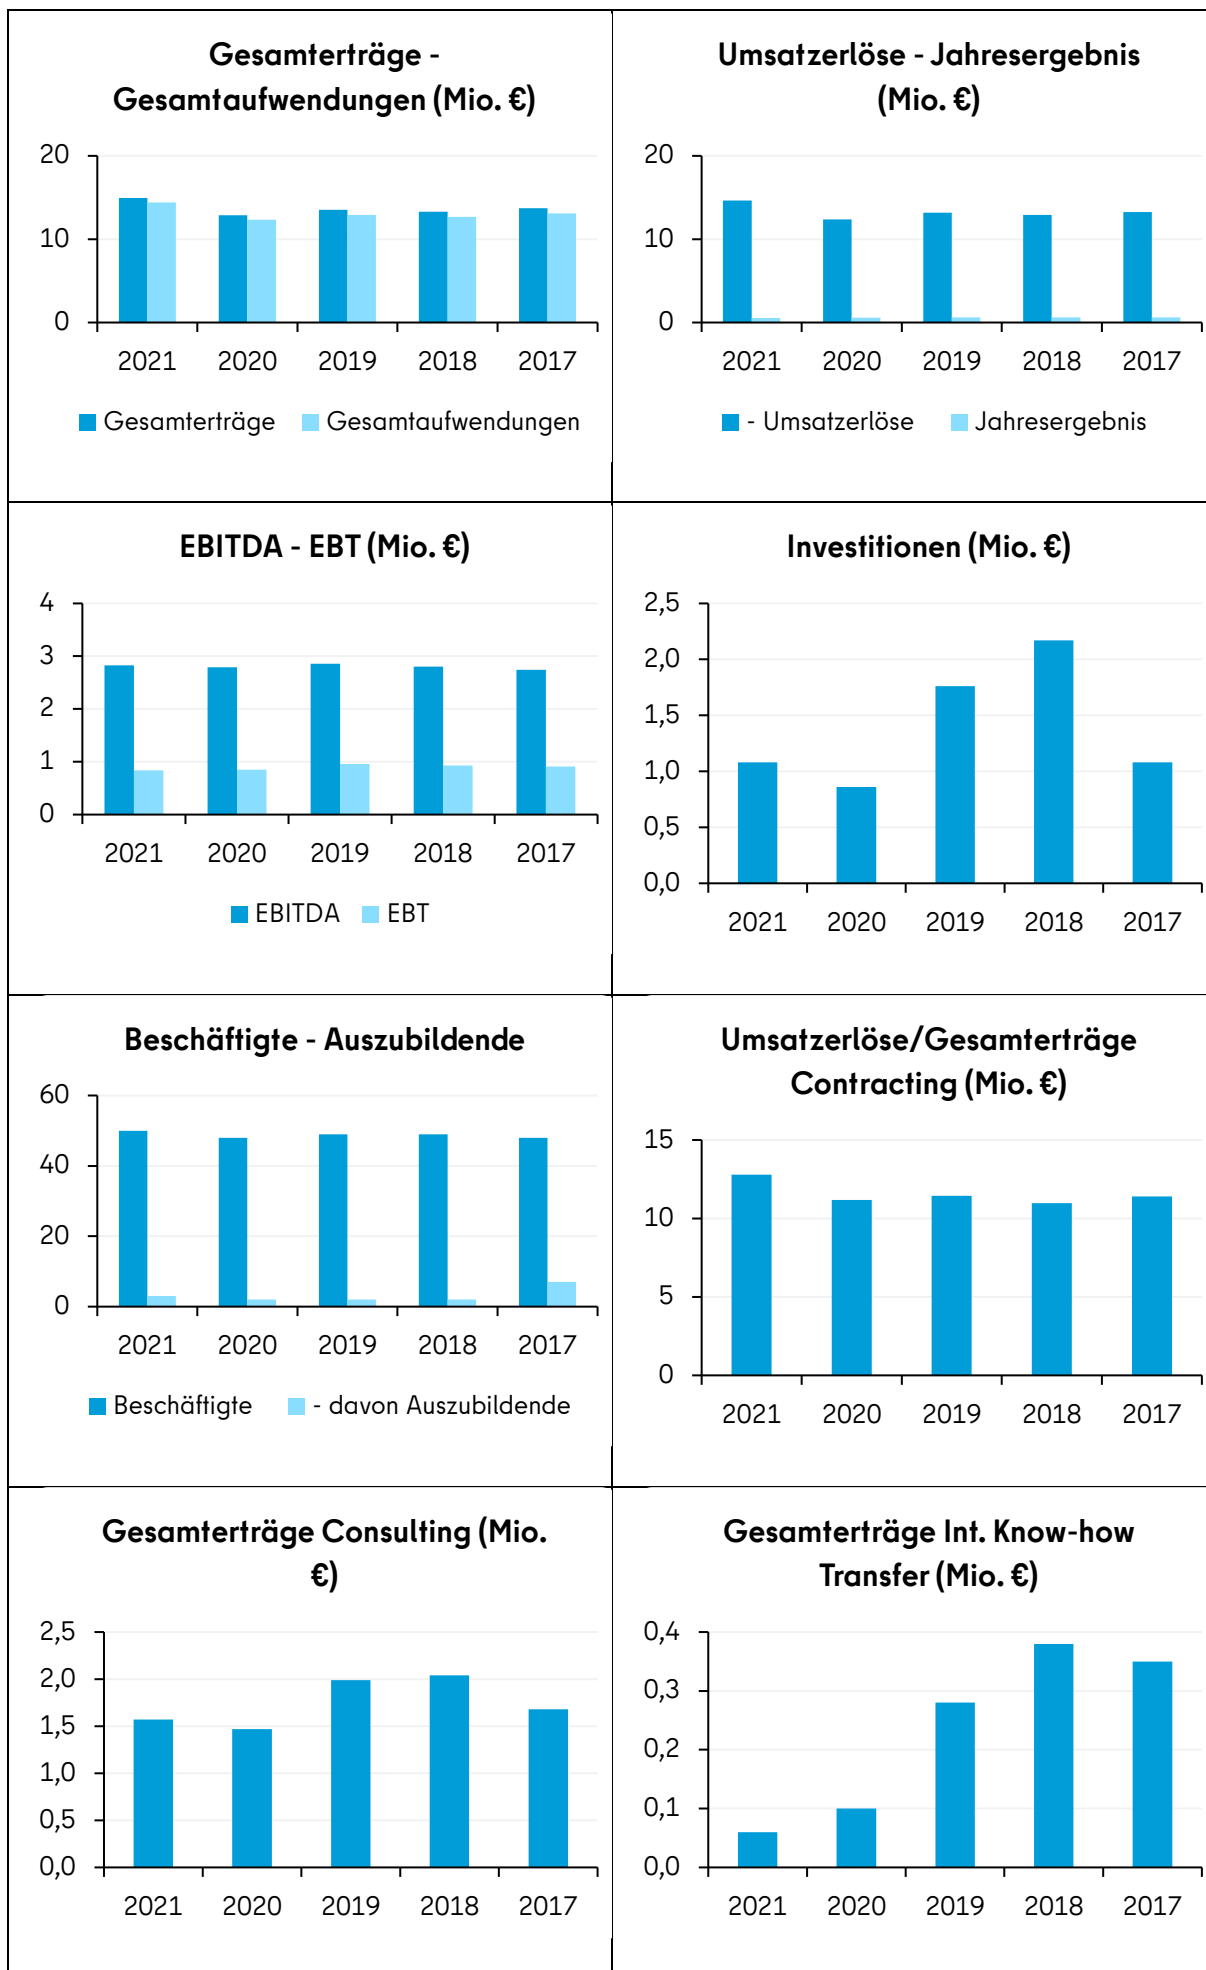 Gesamterträge -
Gesamtaufwendungen (Mio. €)
20
10
0
2021 2020 2019 2018 2017
Gesamterträge Gesamtaufwendungen
Umsatzerlöse - Jahresergebnis
(Mio. €)
20
10
0
2021 2020 2019 2018 2017
- Umsatzerlöse Jahresergebnis
EBITDA - EBT (Mio. €)
4
3
2
1
0
2021 2020 2019 2018 2017
EBITDA EBT
Investitionen (Mio. €)
2,5
2,0
1,5
1,0
0,5
0,0
2021 2020 2019 2018 2017
Beschäftigte - Auszubildende
60
40
20
0
2021 2020 2019 2018 2017
Beschäftigte - davon Auszubildende
Umsatzerlöse/Gesamterträge
Contracting (Mio. €)
15
10
5
0
2021 2020 2019 2018 2017
Gesamterträge Consulting (Mio.
€)
2,5
2,0
1,5
1,0
0,5
0,0
2021 2020 2019 2018 2017
Gesamterträge Int. Know-how
Transfer (Mio. €)
0,4
0,3
0,2
0,1
0,0
2021 2020 2019 2018 2017